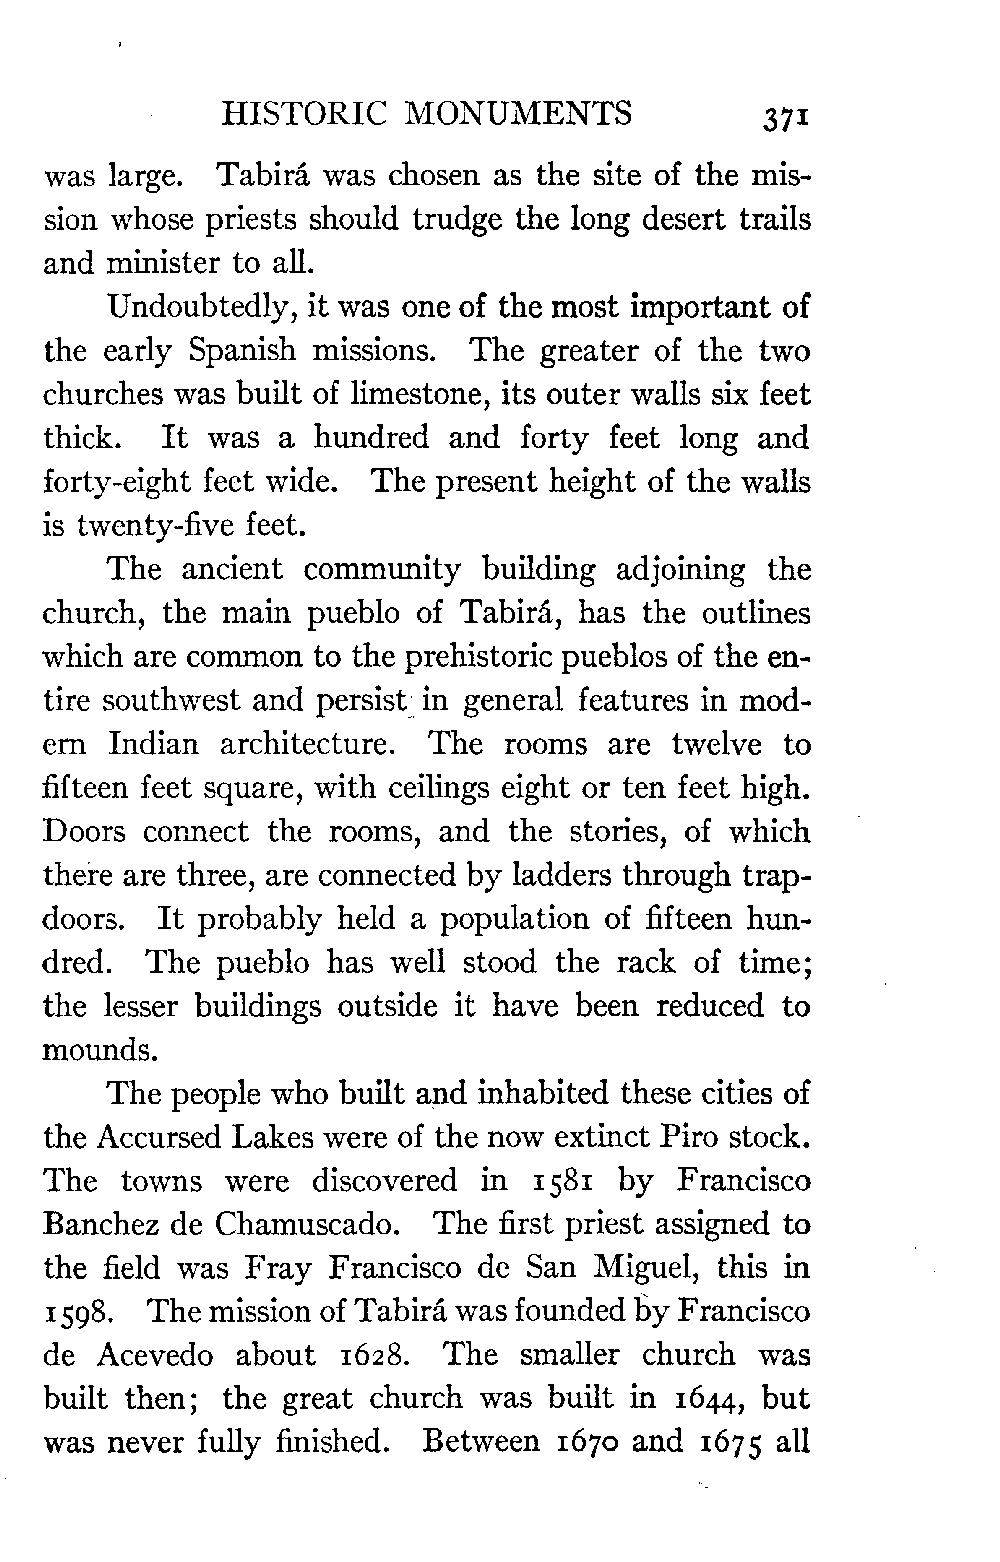 HISTORIC MONUMENTS 371
was large. Tabirá was chosen as the site of the mis-
sion whose priests should trudge the long desert trails
and minister to all.
Undoubtedly, it was one of the most important of
the early Spanish missions. The greater of the two
churches was built of limestone, its outer walls six feet
thick. It was a hundred and forty feet long and
forty-eight feet wide. The present height of the walls
is twenty-five feet.
The ancient community building adjoining the
church, the main pueblo of Tabirá, has the outlines
which are common to the prehistoric pueblos of the en-
tire southwest and persist in general features in mod-
ern Indian architecture. The rooms are twelve to
fifteen feet square, with ceilings eight or ten feet high.
Doors connect the rooms, and the stories, of which
there are three, are connected by ladders through trap-
doors. It probably held a population of fifteen hun-
dred. The pueblo has well stood the rack of time;
the lesser buildings outside it have been reduced to
mounds.
The people who built and inhabited these cities of
the Accursed Lakes were of the now extinct Piro stock.
The towns were discovered in 1581 by Francisco
Banchez de Chamuscado. The first priest assigned to
the field was Fray Francisco de San Miguel, this in
1598. The mission of Tabirá was founded by Francisco
de Acevedo about 1628. The smaller church was
built then; the great church was built in 1644, but
was never fully finished. Between 1670 and 1675 all